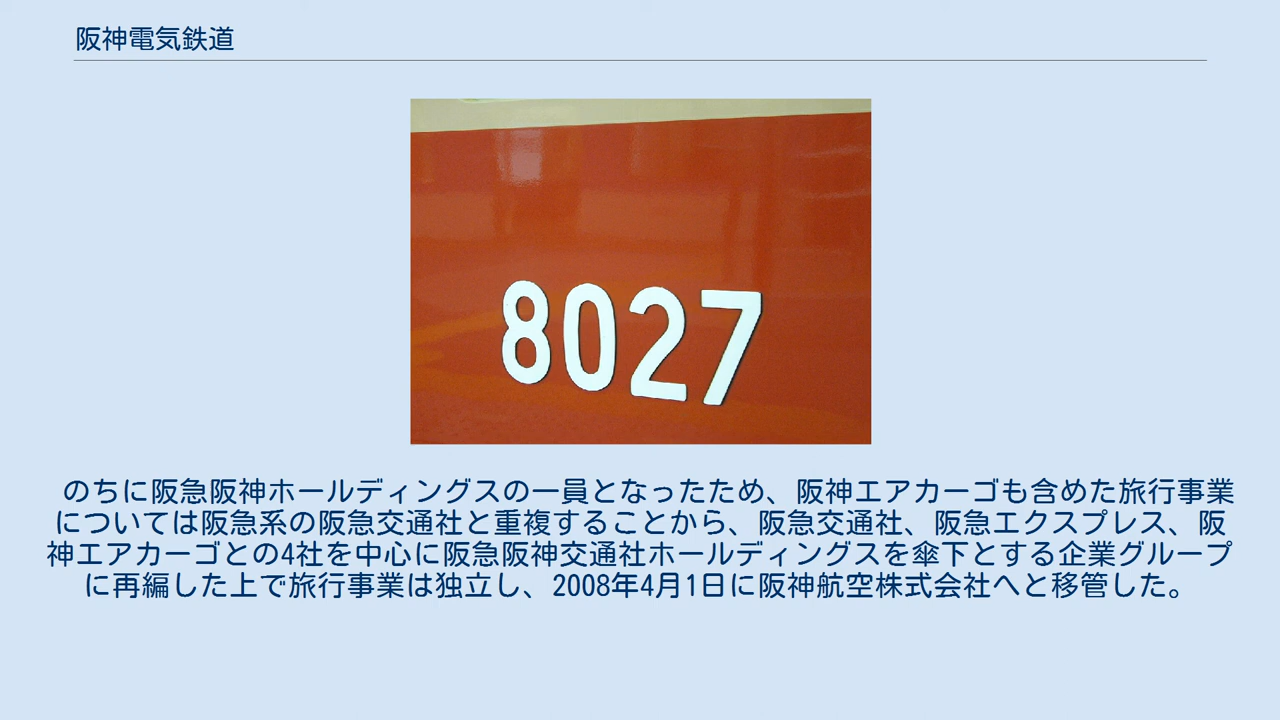 阪神電気鉄道
8027
のちに阪急阪神ホールディングスの一員となったため、阪神エアカーゴも含めた旅行事業
については阪急系の阪急交通社と重複することから、阪急交通社、阪急エクスプレス、阪
神エアカーゴとの4社を中心に阪急阪神交通社ホールディングスを傘下とする企業グループ
に再編した上で旅行事業は独立し、2008年4月1日に阪神航空株式会社へと移管した。